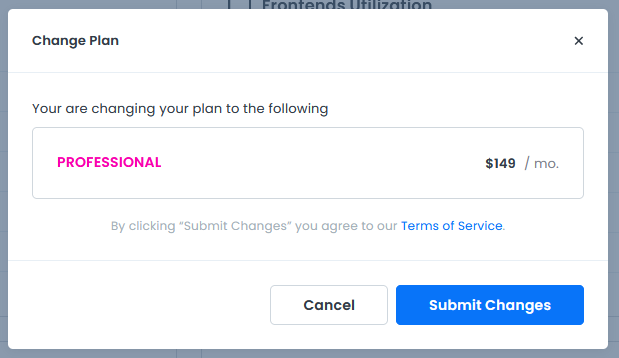 Frontends Utilization
Change Plan
×
Your are changing your plan to the following
PROFESSIONAL $149 / mo.
By clicking “Submit Changes” you agree to our Terms of Service.
Cancel Submit Changes